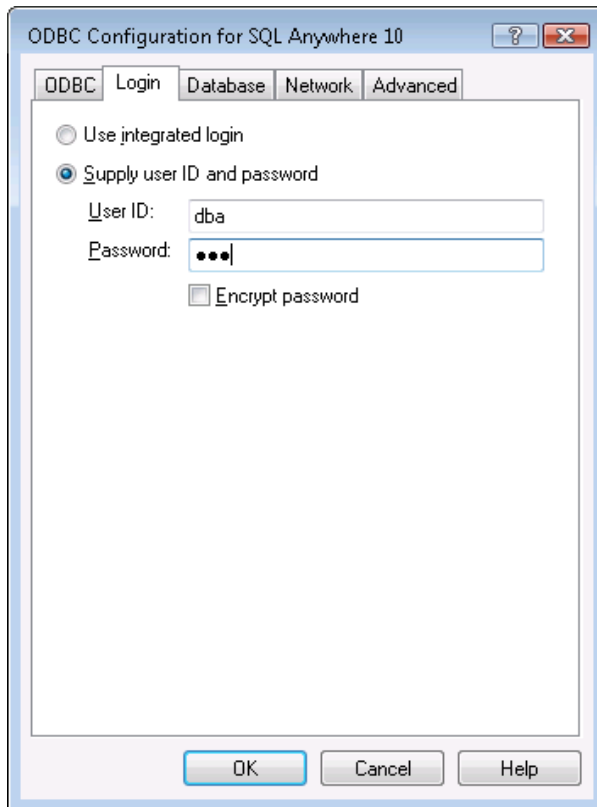 ODBC Configuration for SQL Anywhere 10
ODBC Login Database Network Advanced
Use integrated login
Supply user ID and password
User ID: dba
Password: •••
Encrypt password
OK Cancel Help